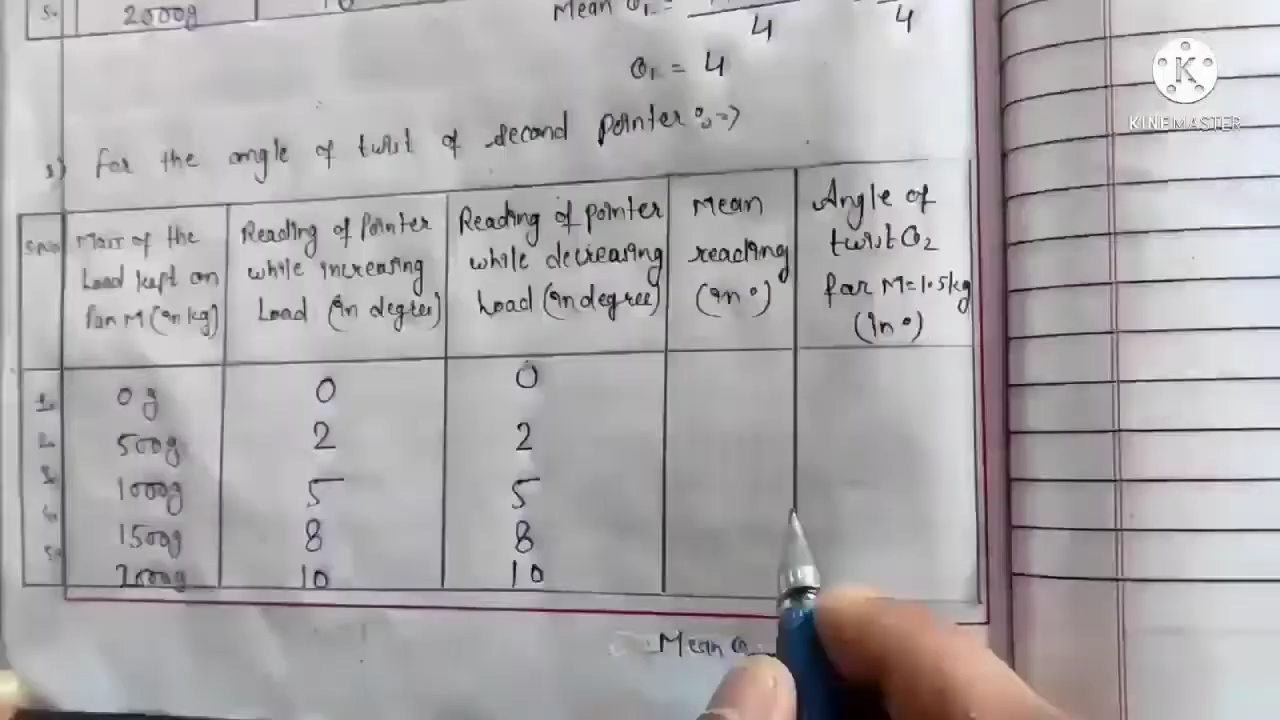 5. 2000g 10
Mean θ1 =
4 4
θ1 = 4
for the angle of twist of second pointer :->
S.No Mass of the Load kept on pan M (in kg) Reading of Pointer while increasing Load (in degree) Reading of pointer while decreasing Load (in degree) Mean reading (in °) Angle of twist θ2 for M=1.5kg (in °)
1. 0g 0 0
2. 500g 2 2
3. 1000g 5 5
4. 1500g 8 8
5. 2000g 10 10
Mean
K
KINEMASTER